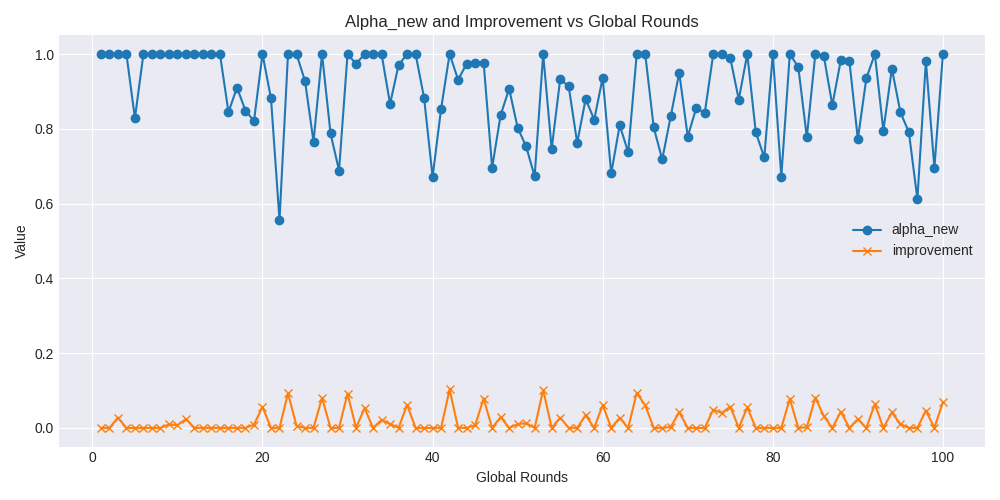 Alpha_new and Improvement vs Global Rounds
1.0
0.8
0.6
0.4
0.2
0.0
Value
alpha_new
improvement
0
20
40
60
80
100
Global Rounds